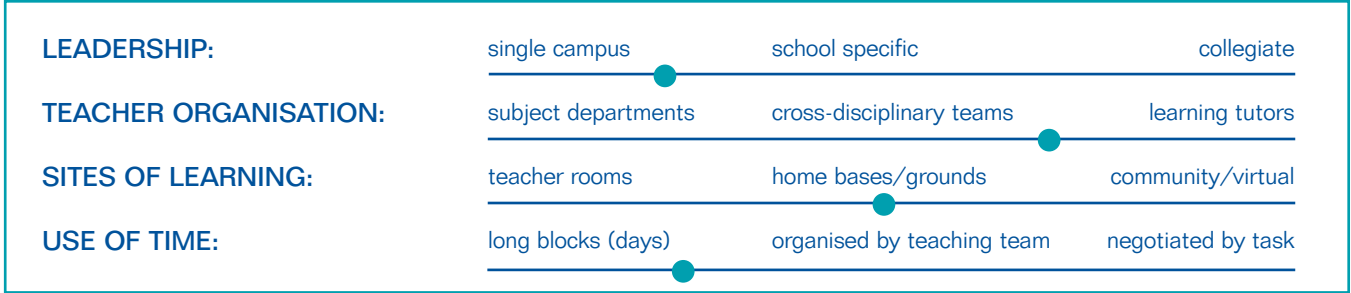 LEADERSHIP: single campus school specific collegiate
TEACHER ORGANISATION: subject departments cross-disciplinary teams learning tutors
SITES OF LEARNING: teacher rooms home bases/grounds community/virtual
USE OF TIME: long blocks (days) organised by teaching team negotiated by task